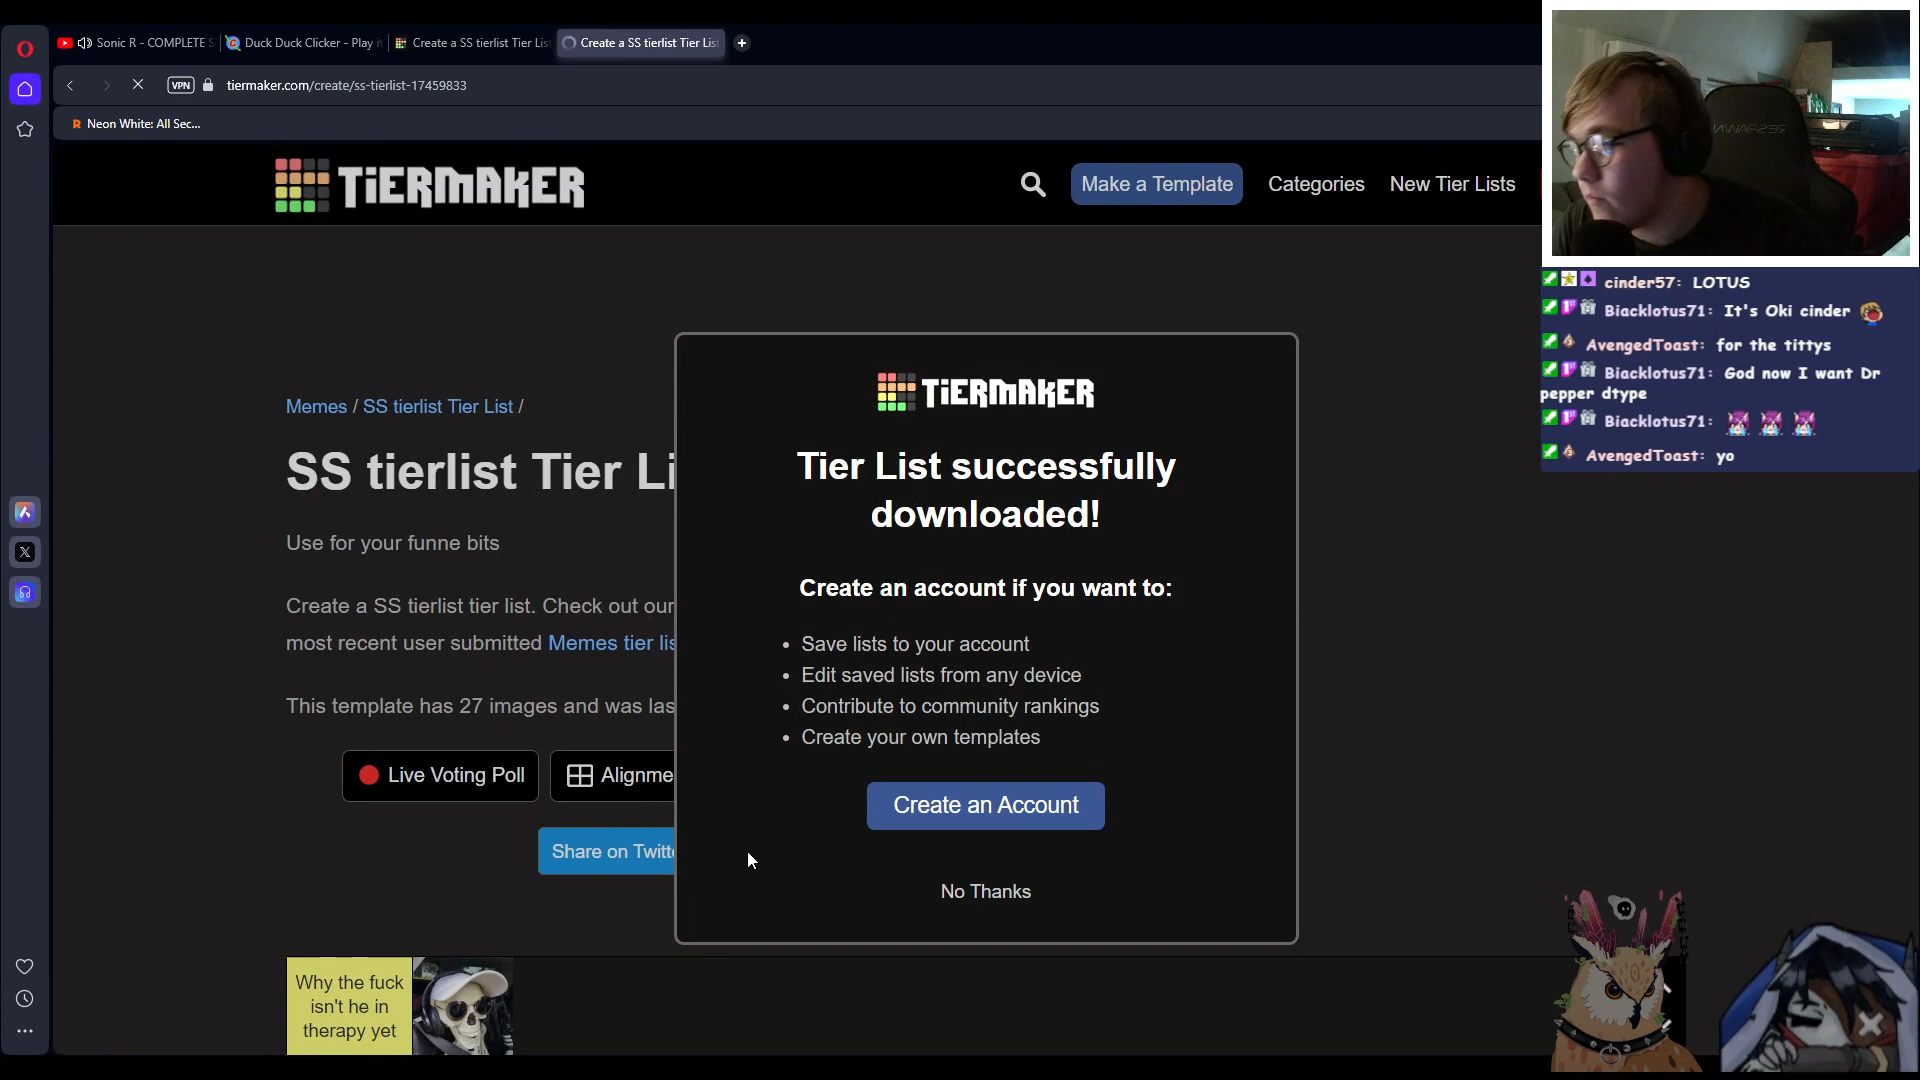 Sonic R - COMPLETE S
Duck Duck Clicker - Play it
Create a SS tierlist Tier Lis
Create a SS tierlist Tier Lis
VPN
tiermaker.com/create/ss-tierlist-17459833
Neon White: All Sec...
TiERMAKER
Make a Template
Categories
New Tier Lists
cinder57: LOTUS
Biacklotus71: It's Oki cinder
AvengedToast: for the tittys
Biacklotus71: God now I want Dr
pepper dtype
Biacklotus71:
AvengedToast: yo
Memes / SS tierlist Tier List /
SS tierlist Tier Li
Use for your funne bits
Create a SS tierlist tier list. Check out our
most recent user submitted Memes tier lis
This template has 27 images and was las
Live Voting Poll
Alignme
Share on Twitte
TiERMAKER
Tier List successfully
downloaded!
Create an account if you want to:
• Save lists to your account
• Edit saved lists from any device
• Contribute to community rankings
• Create your own templates
Create an Account
No Thanks
Why the fuck
isn't he in
therapy yet